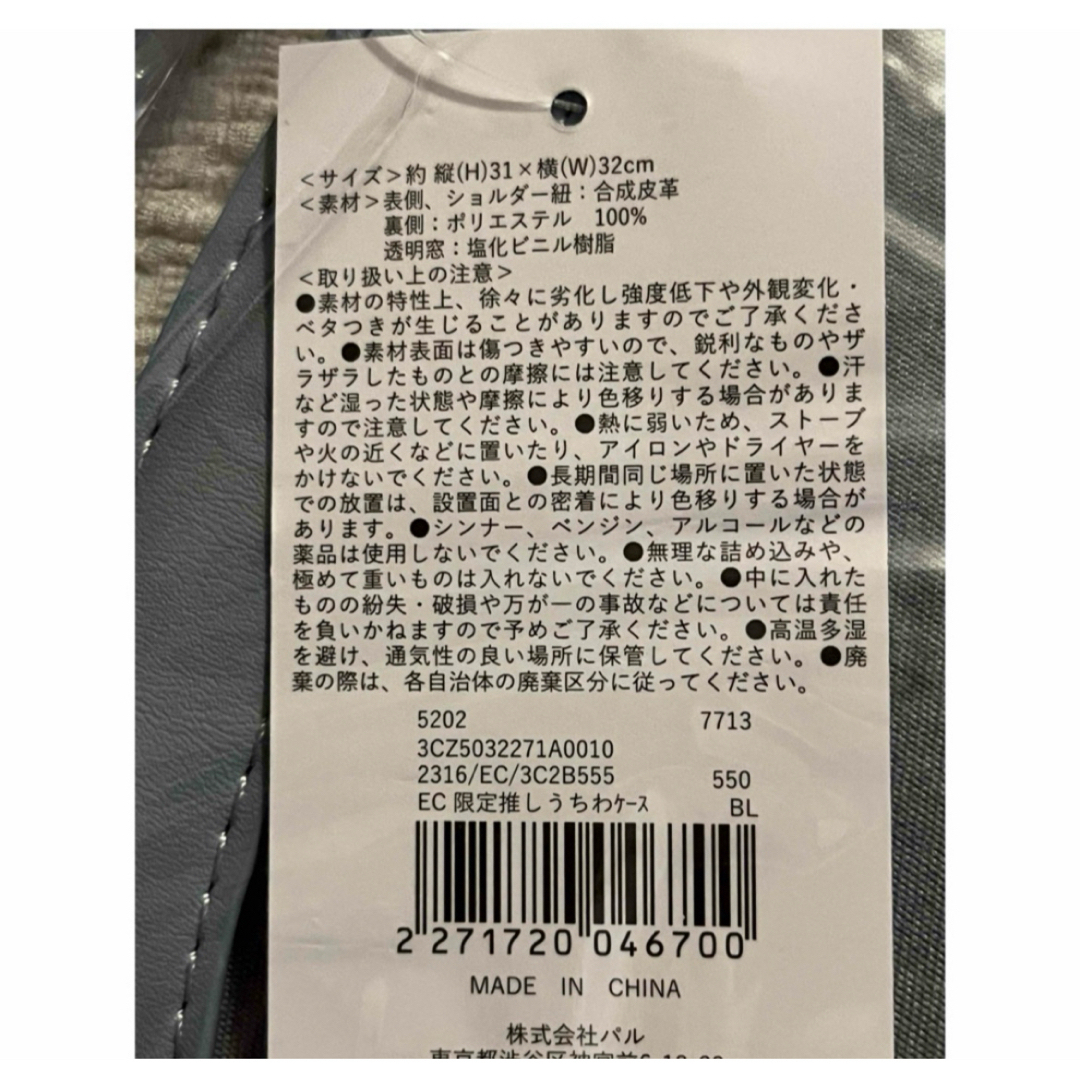 ＜サイズ＞約 縦(H)31×横(W)32cm
＜素材＞表側、ショルダー紐：合成皮革
裏側：ポリエステル 100%
透明窓：塩化ビニル樹脂
＜取り扱い上の注意＞
●素材の特性上、徐々に劣化し強度低下や外観変化・
ベタつきが生じることがありますのでご了承くださ
い。●素材表面は傷つきやすいので、鋭利なものやザ
ラザラしたものとの摩擦には注意してください。●汗
など湿った状態や摩擦により色移りする場合がありま
すので注意してください。●熱に弱いため、ストーブ
や火の近くなどに置いたり、アイロンやドライヤーを
かけないでください。●長期間同じ場所に置いた状態
での放置は、設置面との密着により色移りする場合が
あります。●シンナー、ベンジン、アルコールなどの
薬品は使用しないでください。●無理な詰め込みや、
極めて重いものは入れないでください。●中に入れた
ものの紛失・破損や万が一の事故などについては責任
を負いかねますので予めご了承ください。●高温多湿
を避け、通気性の良い場所に保管してください。●廃
棄の際は、各自治体の廃棄区分に従ってください。
5202 7713
3CZ5032271A0010
2316/EC/3C2B555 550
EC 限定推しうちわｹｰｽ BL
2 271720 046700
MADE IN CHINA
株式会社パル
東京都渋谷区神宮前6-12-22